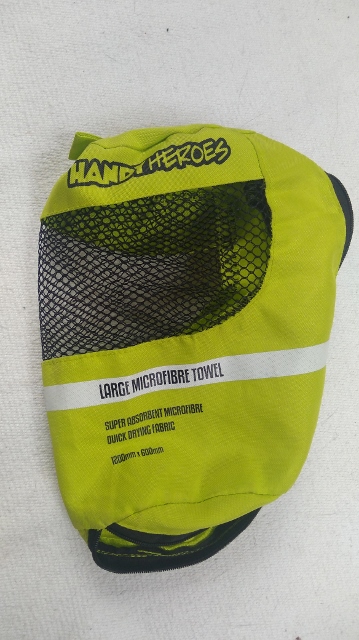 HANDY HEROES
LARGE MICROFIBRE TOWEL
SUPER ABSORBENT MICROFIBRE
QUICK DRYING FABRIC
1200mm x 600mm